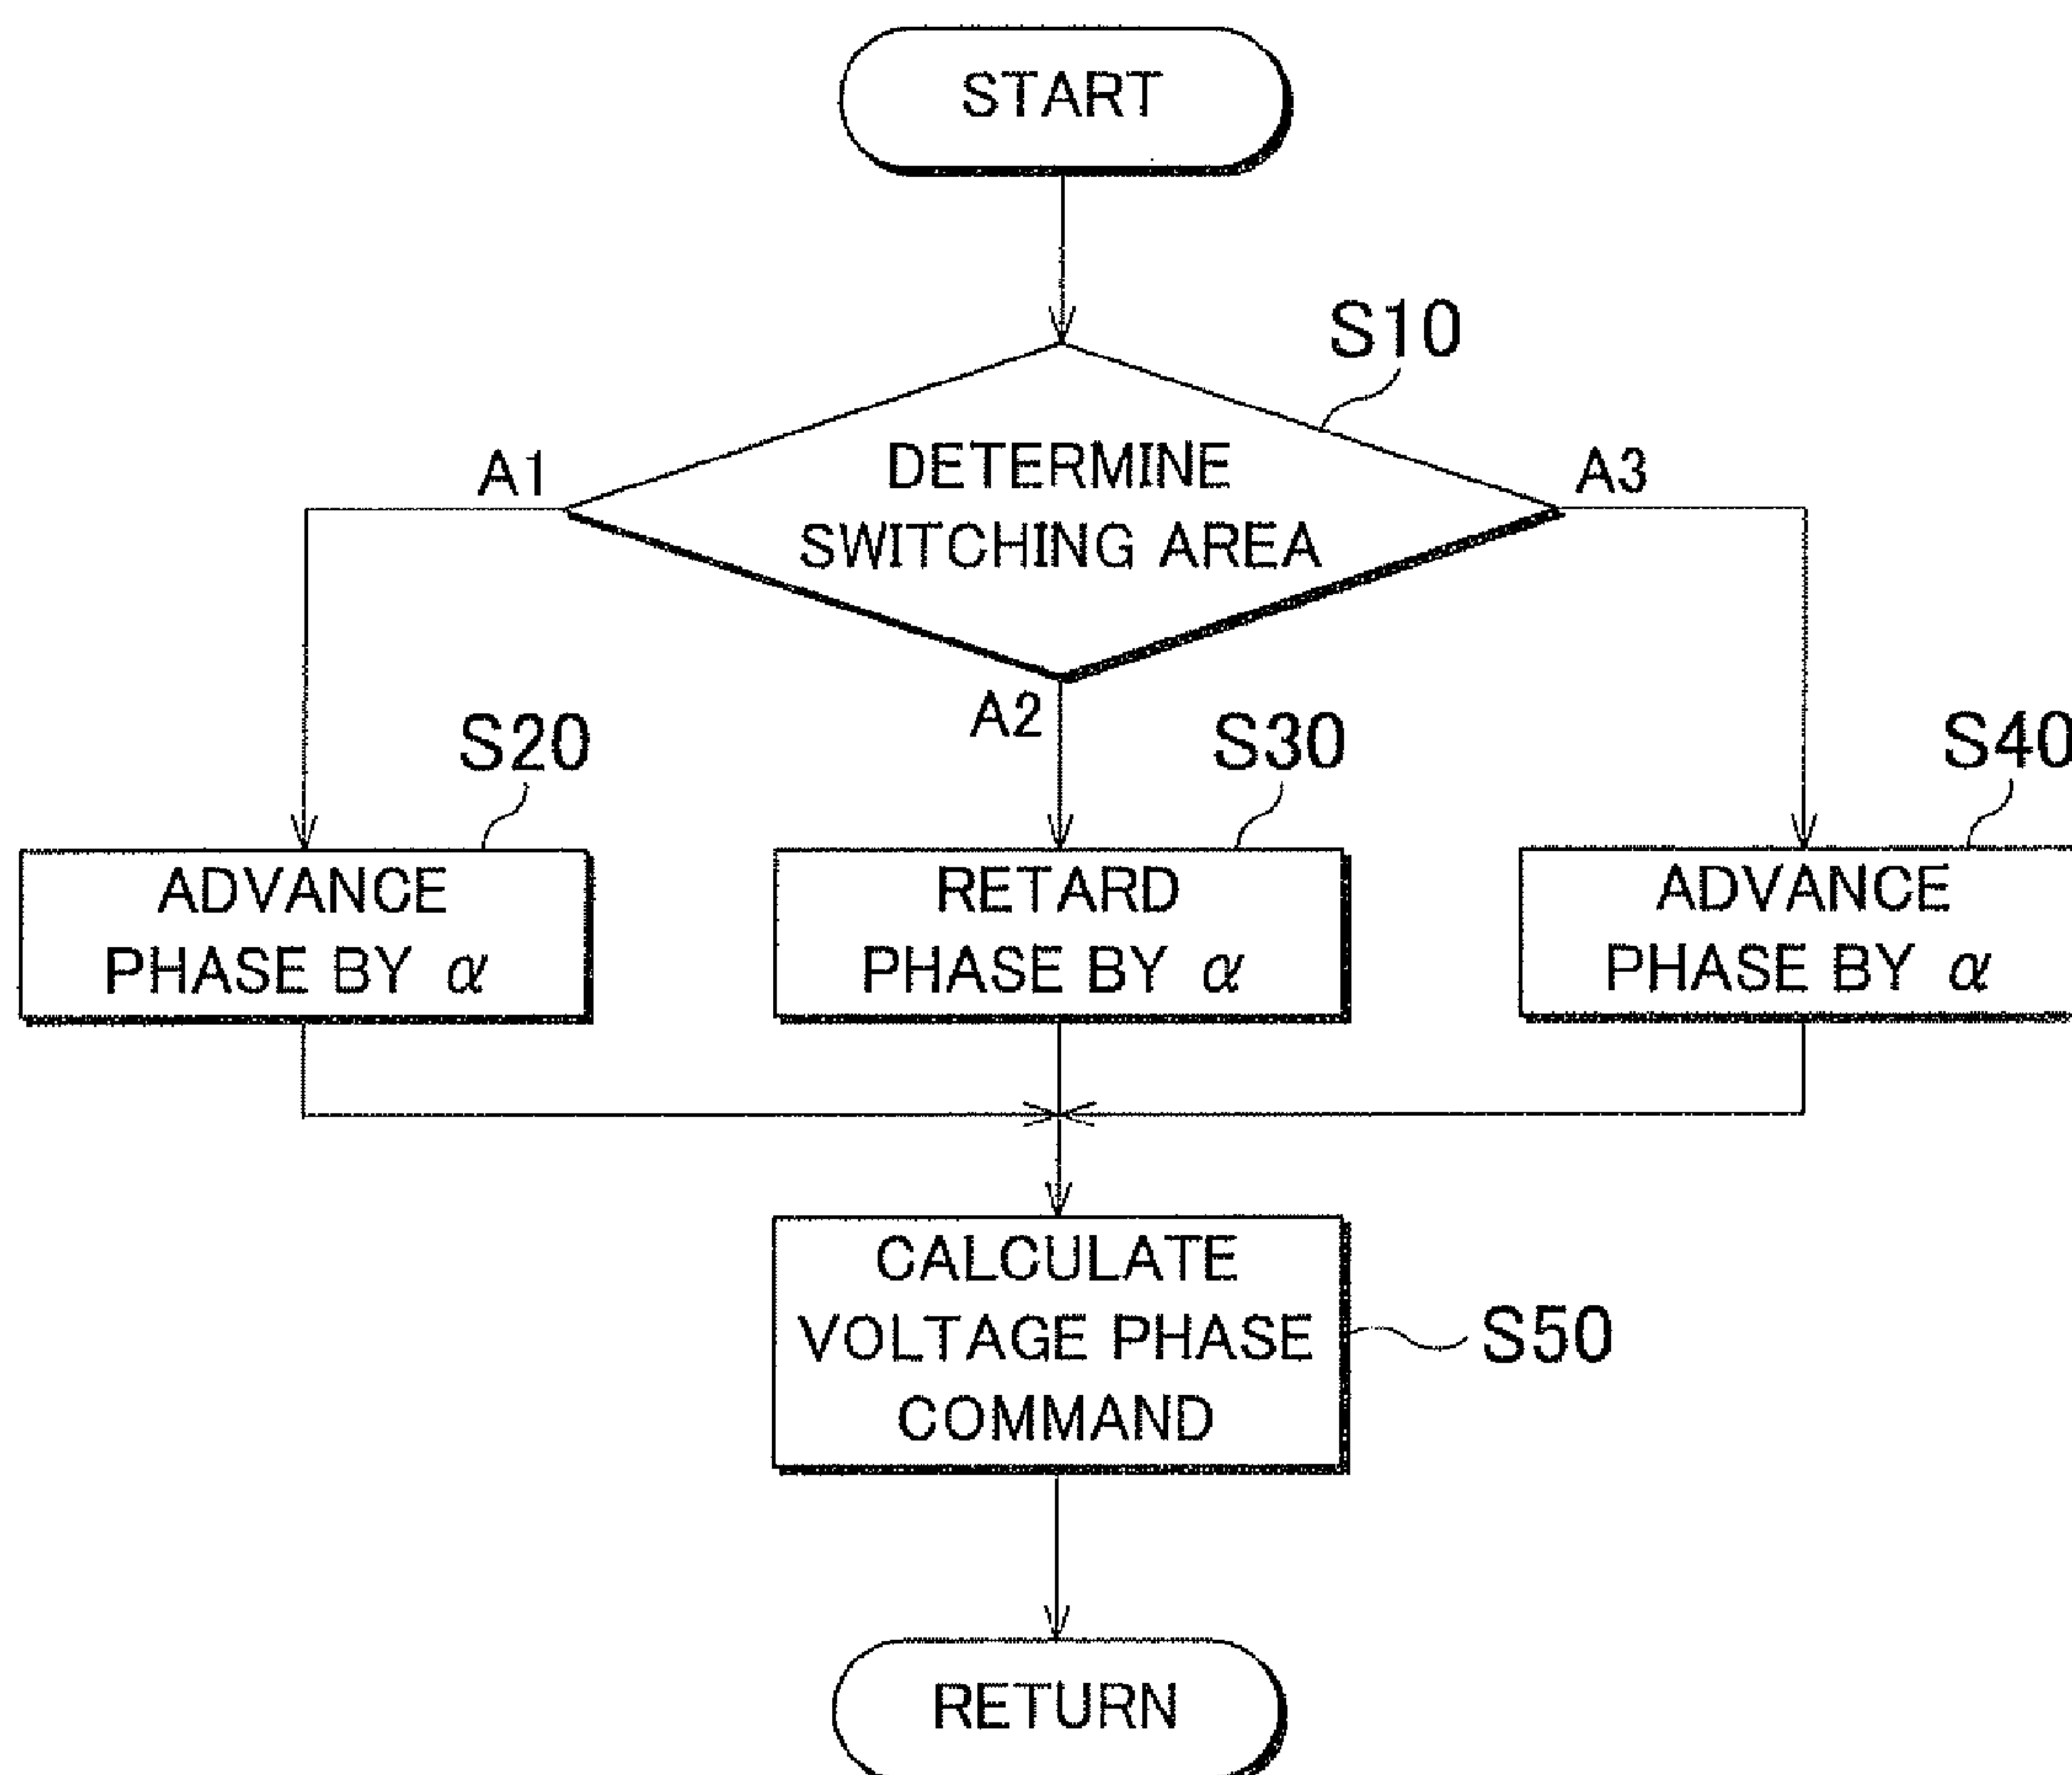 START
S10
DETERMINE
SWITCHING AREA
A1
A3
A2
S20
S30
S40
ADVANCE
PHASE BY α
RETARD
PHASE BY α
ADVANCE
PHASE BY α
CALCULATE
VOLTAGE PHASE
COMMAND
S50
RETURN